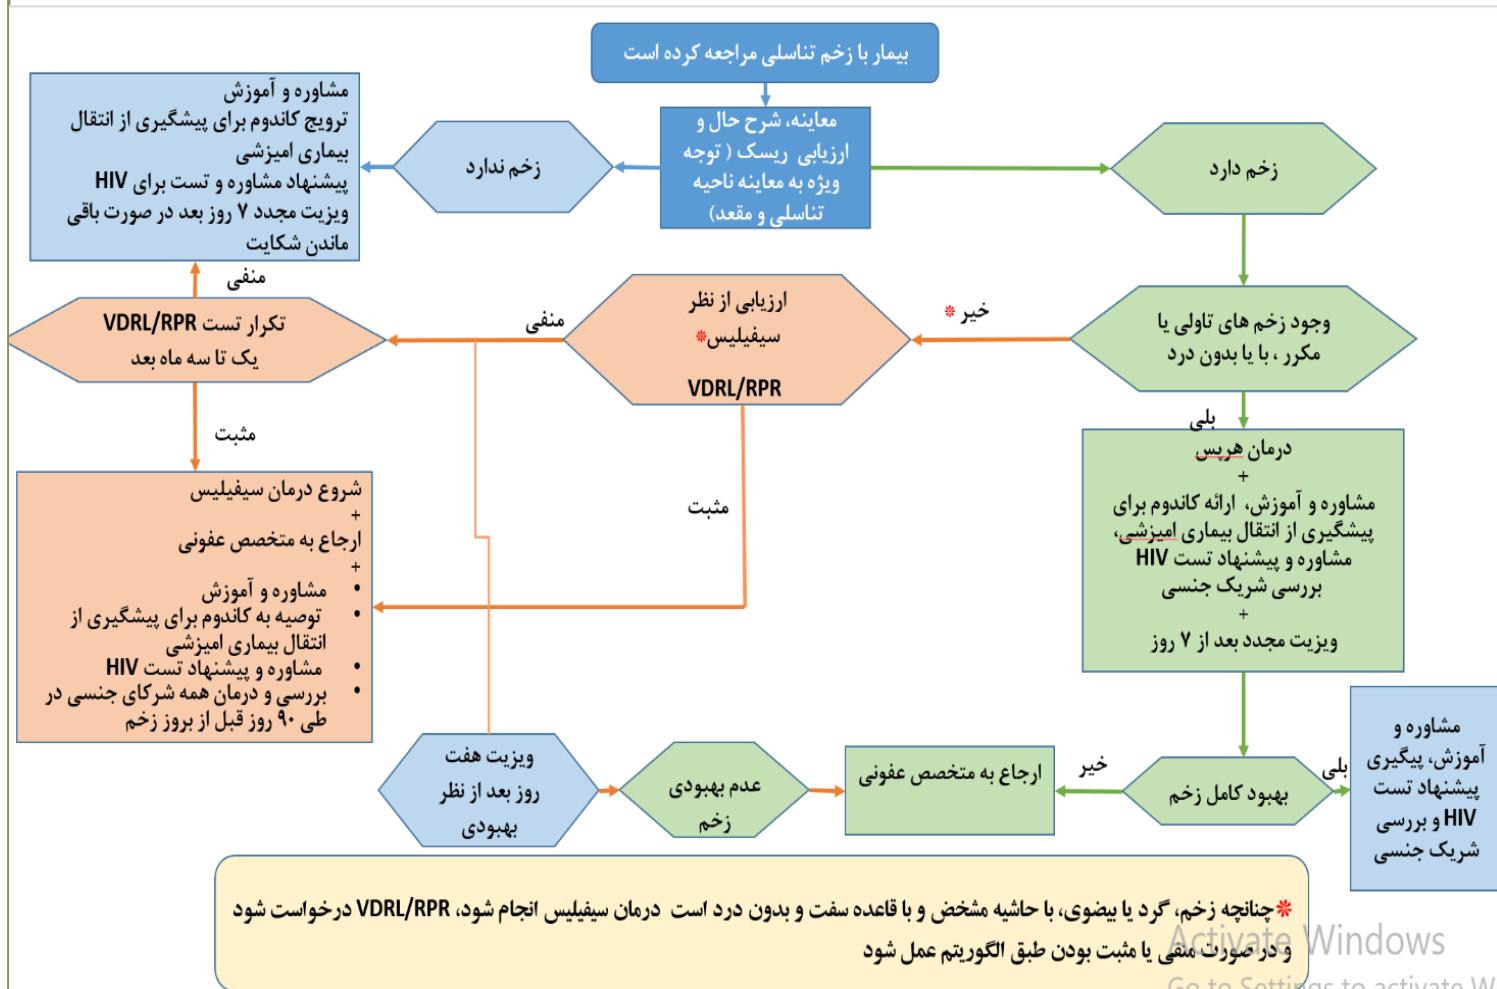 بیمار با زخم تناسلی مراجعه کرده است
معاینه، شرح حال و
ارزیابی ریسک ( توجه
ویژه به معاینه ناحیه
تناسلی و مقعد)
زخم دارد
زخم ندارد
مشاوره و آموزش
ترویج کاندوم برای پیشگیری از انتقال
بیماری امیزشی
پیشنهاد مشاوره و تست برای HIV
ویزیت مجدد ۷ روز بعد در صورت باقی
ماندن شکایت
وجود زخم های تاولی یا
مکرر ، با یا بدون درد
خیر *
ارزیابی از نظر
سیفیلیس*
VDRL/RPR
منفی
تکرار تست VDRL/RPR
یک تا سه ماه بعد
منفی
مثبت
مثبت
شروع درمان سیفیلیس
+
ارجاع به متخصص عفونی
+
• مشاوره و آموزش
• توصیه به کاندوم برای پیشگیری از
انتقال بیماری امیزشی
• مشاوره و پیشنهاد تست HIV
• بررسی و درمان همه شرکای جنسی در
طی ۹۰ روز قبل از بروز زخم
بلی
درمان هرپس
+
مشاوره و آموزش، ارائه کاندوم برای
پیشگیری از انتقال بیماری امیزشی،
مشاوره و پیشنهاد تست HIV
بررسی شریک جنسی
+
ویزیت مجدد بعد از ۷ روز
بهبود کامل زخم
بلی
مشاوره و
آموزش، پیگیری
پیشنهاد تست
HIV و بررسی
شریک جنسی
خیر
ارجاع به متخصص عفونی
عدم بهبودی
زخم
ویزیت هفت
روز بعد از نظر
بهبودی
*چنانچه زخم، گرد یا بیضوی، با حاشیه مشخص و با قاعده سفت و بدون درد است درمان سیفیلیس انجام شود، VDRL/RPR درخواست شود
و در صورت منفی یا مثبت بودن طبق الگوریتم عمل شود
Activate Windows
Go to Settings to activate W